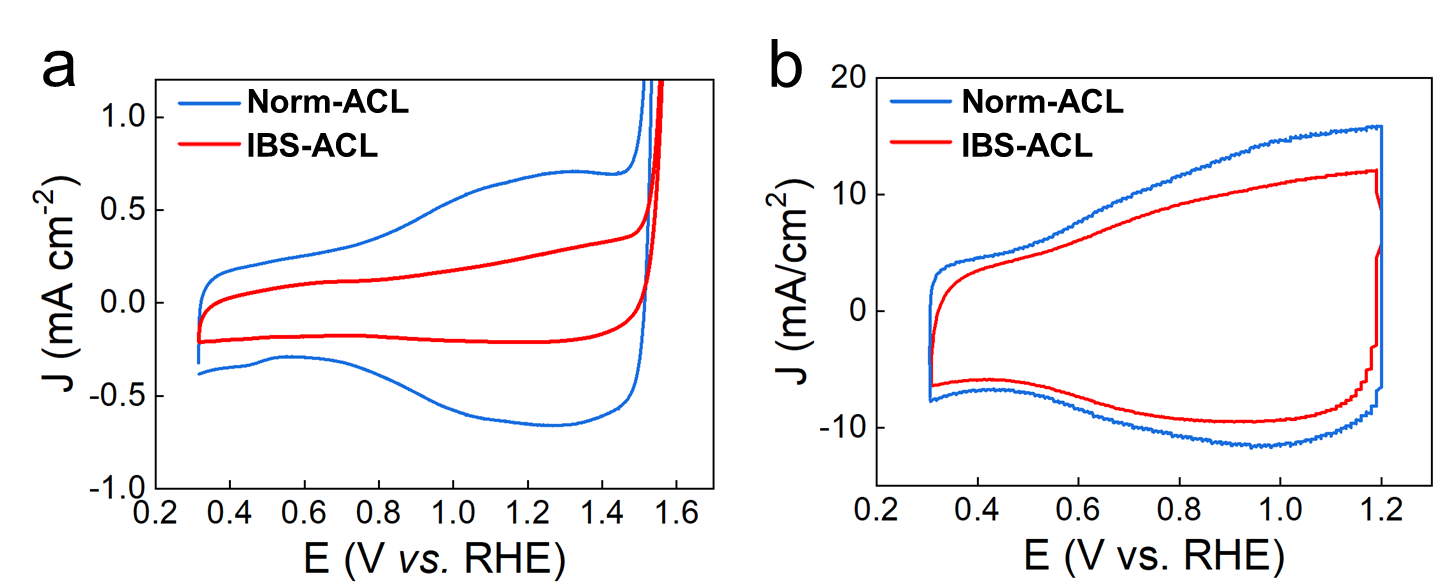 a
Norm-ACL
IBS-ACL
J (mA cm⁻²)
1.0
0.5
0.0
-0.5
-1.0
0.2 0.4 0.6 0.8 1.0 1.2 1.4 1.6
E (V vs. RHE)
b
Norm-ACL
IBS-ACL
J (mA/cm²)
20
10
0
-10
0.2 0.4 0.6 0.8 1.0 1.2
E (V vs. RHE)